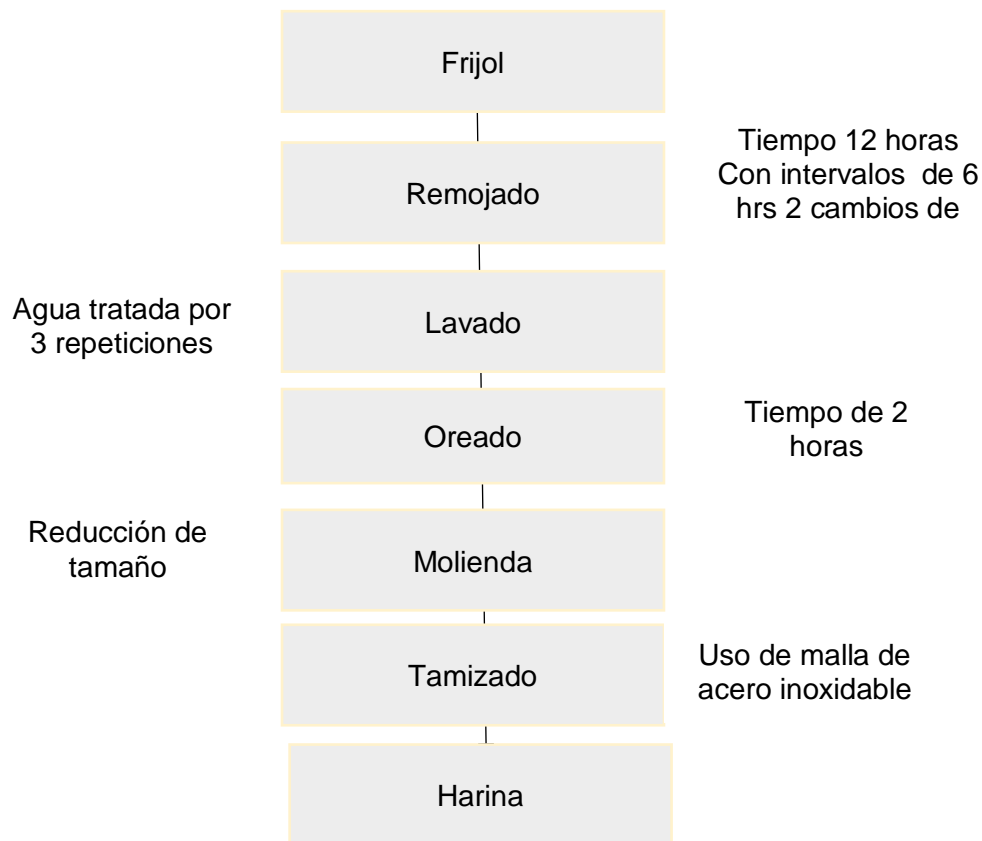 Frijol
Tiempo 12 horas
Con intervalos de 6
hrs 2 cambios de
Remojado
Agua tratada por
3 repeticiones
Lavado
Oreado
Tiempo de 2
horas
Reducción de
tamaño
Molienda
Tamizado
Uso de malla de
acero inoxidable
Harina